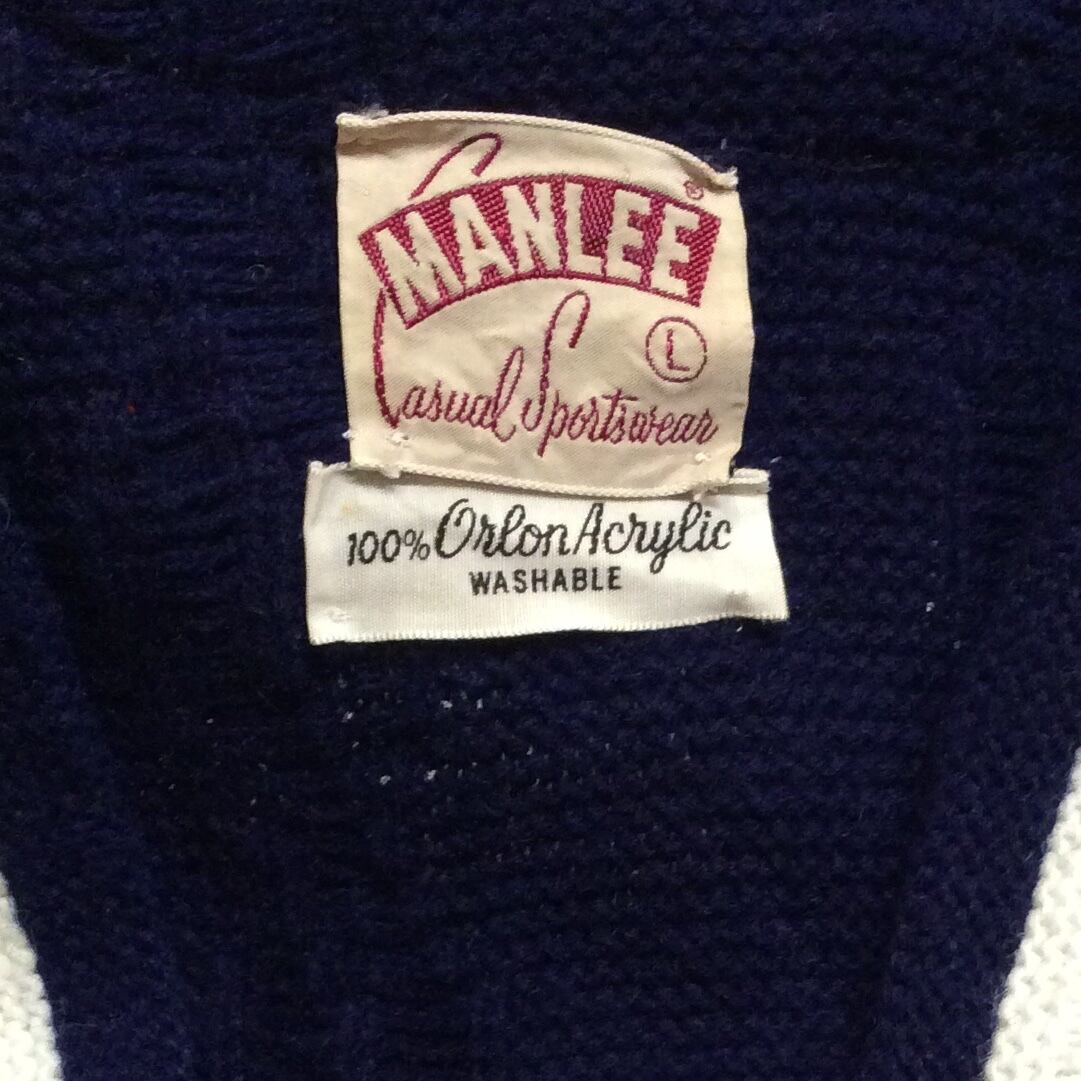 MANLEE ®
L
Casual Sportswear
100% Orlon Acrylic
WASHABLE